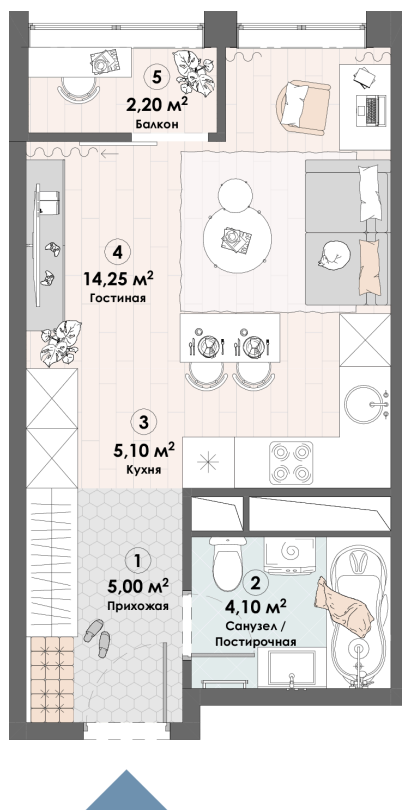 5
2,20 м²
Балкон
4
14,25 м²
Гостиная
3
5,10 м²
Кухня
1
5,00 м²
Прихожая
2
4,10 м²
Санузел /
Постирочная